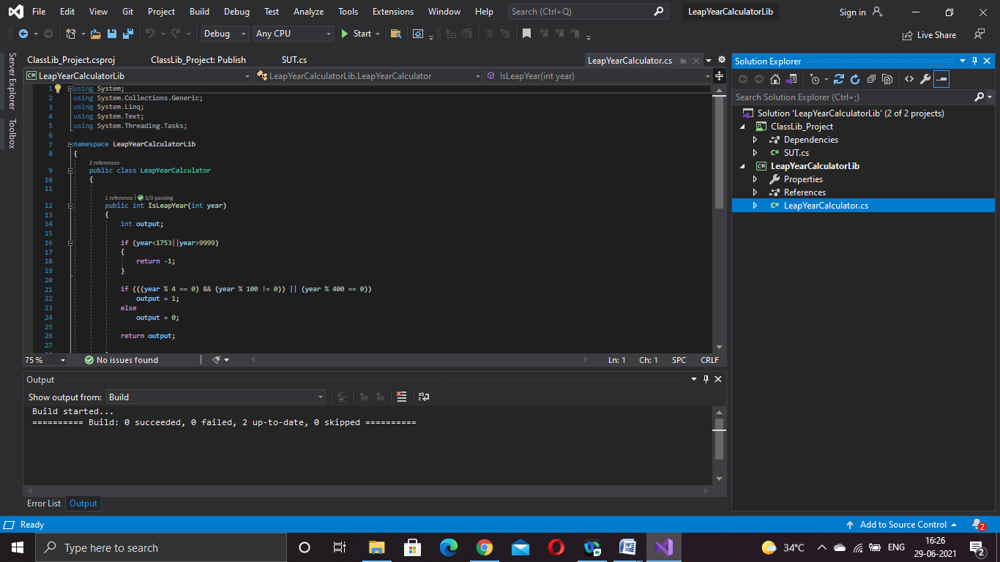 File Edit View Git Project Build Debug Test Analyze Tools Extensions Window Help Search (Ctrl+Q) LeapYearCalculatorLib Sign in
Debug Any CPU Start Live Share
Server Explorer
Toolbox
ClassLib_Project.csproj ClassLib_Project: Publish SUT.cs LeapYearCalculator.cs
C# LeapYearCalculatorLib LeapYearCalculatorLib.LeapYearCalculator IsLeapYear(int year)
1 using System;
2 using System.Collections.Generic;
3 using System.Linq;
4 using System.Text;
5 using System.Threading.Tasks;
6
7 namespace LeapYearCalculatorLib
8 {
2 references
9 public class LeapYearCalculator
10 {
11
1 reference | 3/3 passing
12 public int IsLeapYear(int year)
13 {
14 int output;
15
16 if (year<1753||year>9999)
17 {
18 return -1;
19 }
20
21 if (((year % 4 == 0) && (year % 100 != 0)) || (year % 400 == 0))
22 output = 1;
23 else
24 output = 0;
25
26 return output;
27
75 % No issues found Ln: 1 Ch: 1 SPC CRLF
Output
Show output from: Build
Build started...
========== Build: 0 succeeded, 0 failed, 2 up-to-date, 0 skipped ==========
Error List Output
Solution Explorer
Search Solution Explorer (Ctrl+;)
Solution 'LeapYearCalculatorLib' (2 of 2 projects)
ClassLib_Project
Dependencies
C# SUT.cs
C# LeapYearCalculatorLib
Properties
References
C# LeapYearCalculator.cs
Ready Add to Source Control 2
Type here to search 34°C ENG 16:26
29-06-2021 2